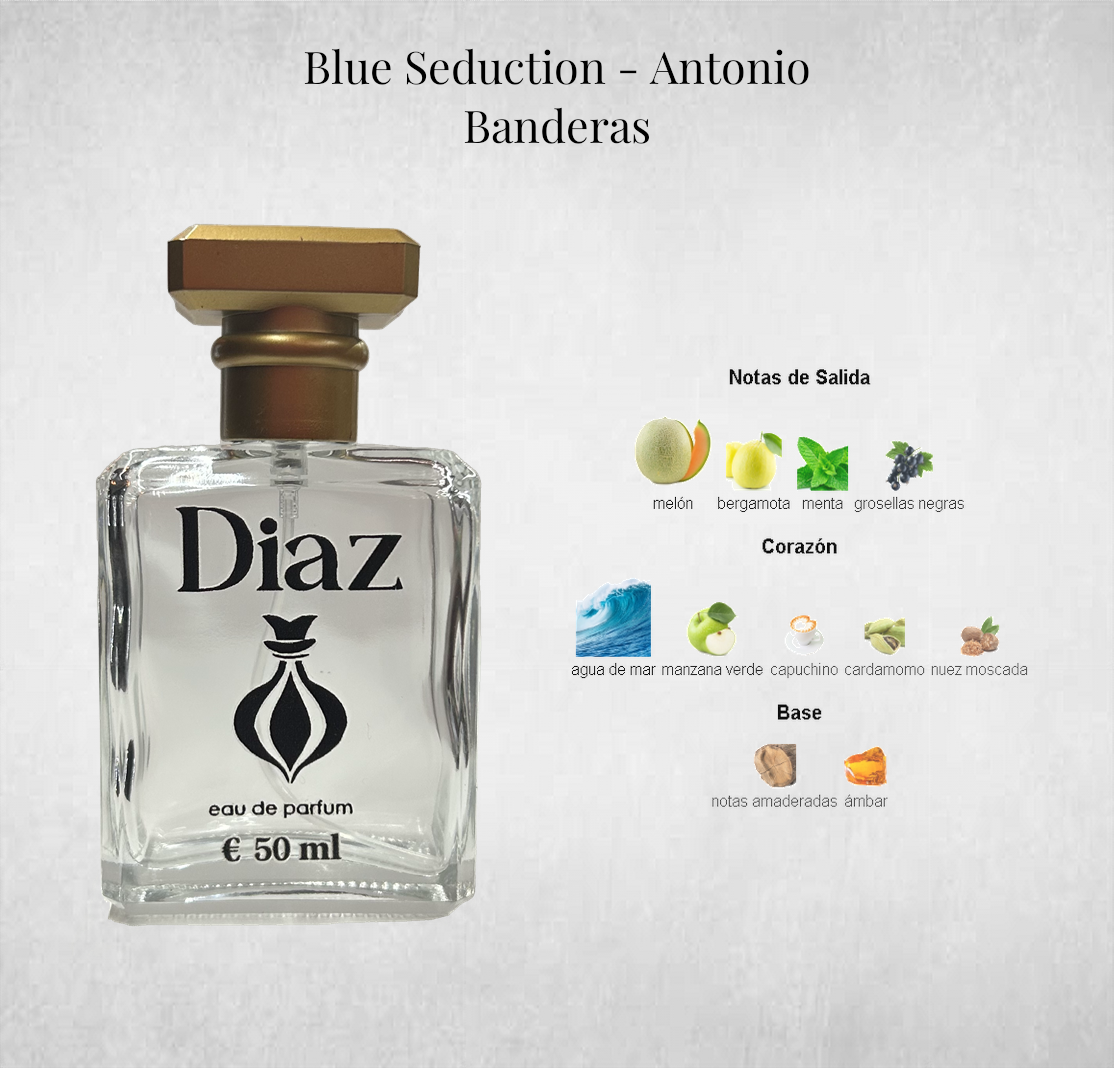 Blue Seduction - Antonio
Banderas
Diaz
eau de parfum
€ 50 ml
Notas de Salida
melón bergamota menta grosellas negras
Corazón
agua de mar manzana verde capuchino cardamomo nuez moscada
Base
notas amaderadas ámbar